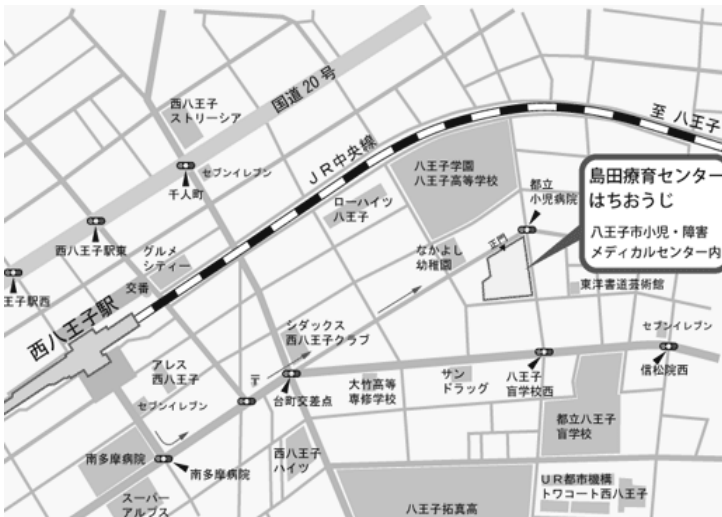 国道20号
西八王子
ストリーシア
セブンイレブン
千人町
JR中央線
至 八王子
八王子学園
八王子高等学校
ローハイツ
八王子
都立
小児病院
島田療育センター
はちおうじ
八王子市小児・障害
メディカルセンター内
西八王子駅東
グルメ
シティー
交番
王子駅西
西八王子駅
なかよし
幼稚園
正門
東洋書道芸術館
シダックス
西八王子クラブ
アレス
西八王子
セブンイレブン
〒
台町交差点
大竹高等
専修学校
サン
ドラッグ
八王子
盲学校西
セブンイレブン
信松院西
都立八王子
盲学校
南多摩病院
南多摩病院
西八王子
ハイツ
スーパー
アルプス
八王子拓真高
UR都市機構
トワコート西八王子